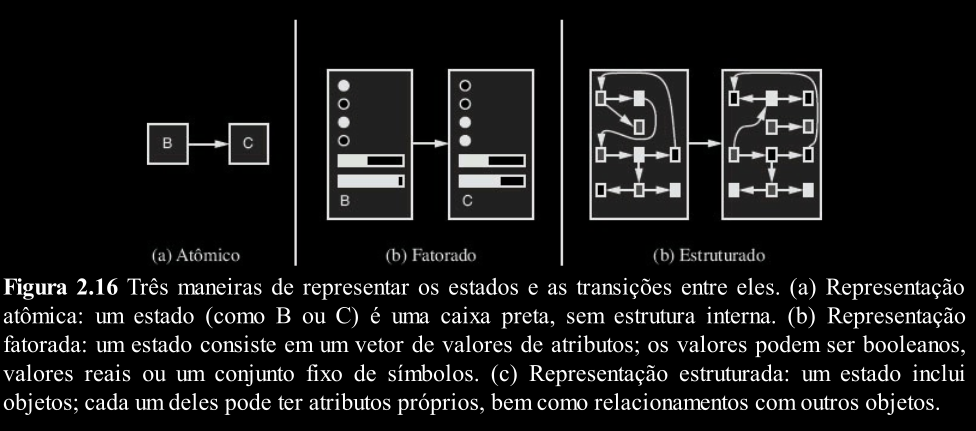 B
C
B
C
(a) Atômico
(b) Fatorado
(b) Estruturado
Figura 2.16 Três maneiras de representar os estados e as transições entre eles. (a) Representação
atômica: um estado (como B ou C) é uma caixa preta, sem estrutura interna. (b) Representação
fatorada: um estado consiste em um vetor de valores de atributos; os valores podem ser booleanos,
valores reais ou um conjunto fixo de símbolos. (c) Representação estruturada: um estado inclui
objetos; cada um deles pode ter atributos próprios, bem como relacionamentos com outros objetos.